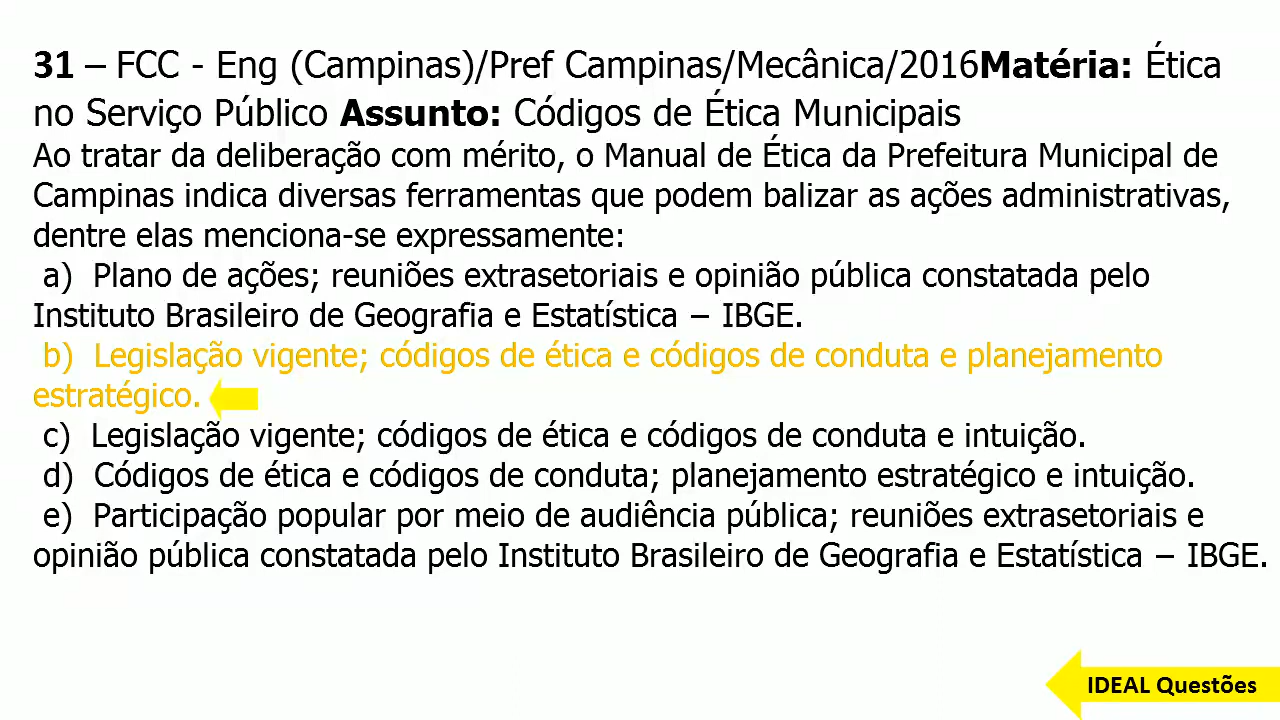 31 – FCC - Eng (Campinas)/Pref Campinas/Mecânica/2016Matéria: Ética
no Serviço Público Assunto: Códigos de Ética Municipais
Ao tratar da deliberação com mérito, o Manual de Ética da Prefeitura Municipal de
Campinas indica diversas ferramentas que podem balizar as ações administrativas,
dentre elas menciona-se expressamente:
a) Plano de ações; reuniões extrasetoriais e opinião pública constatada pelo
Instituto Brasileiro de Geografia e Estatística − IBGE.
b) Legislação vigente; códigos de ética e códigos de conduta e planejamento
estratégico.
c) Legislação vigente; códigos de ética e códigos de conduta e intuição.
d) Códigos de ética e códigos de conduta; planejamento estratégico e intuição.
e) Participação popular por meio de audiência pública; reuniões extrasetoriais e
opinião pública constatada pelo Instituto Brasileiro de Geografia e Estatística − IBGE.
IDEAL Questões